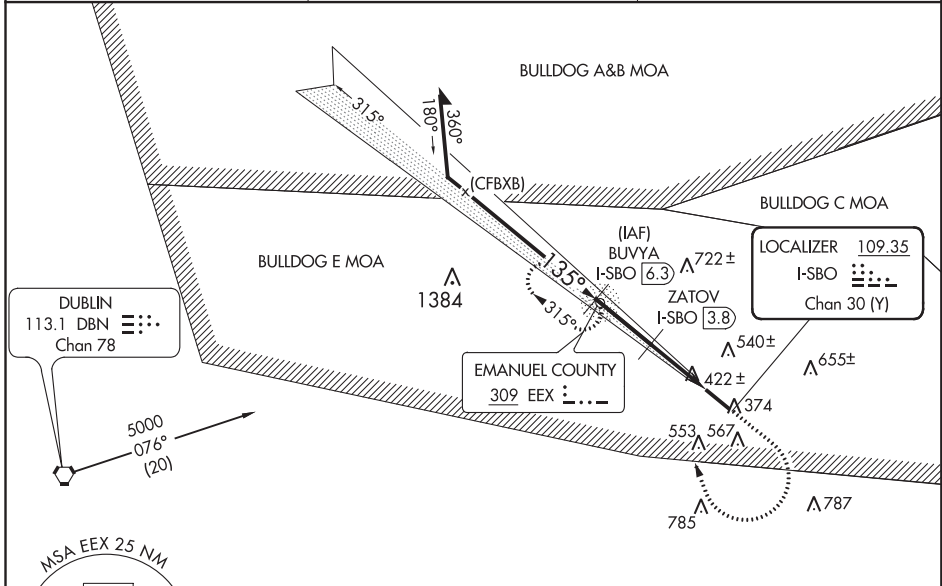 BULLDOG A&B MOA
315°
180°
360°
(CFBXB)
BULLDOG C MOA
BULLDOG E MOA
1384
135°
315°
(IAF)
BUVYA
I-SBO 6.3
722±
ZATOV
I-SBO 3.8
LOCALIZER 109.35
I-SBO
Chan 30 (Y)
DUBLIN
113.1 DBN
Chan 78
EMANUEL COUNTY
309 EEX
540±
655±
422±
374
5000
076°
(20)
553
567
785
787
MSA EEX 25 NM